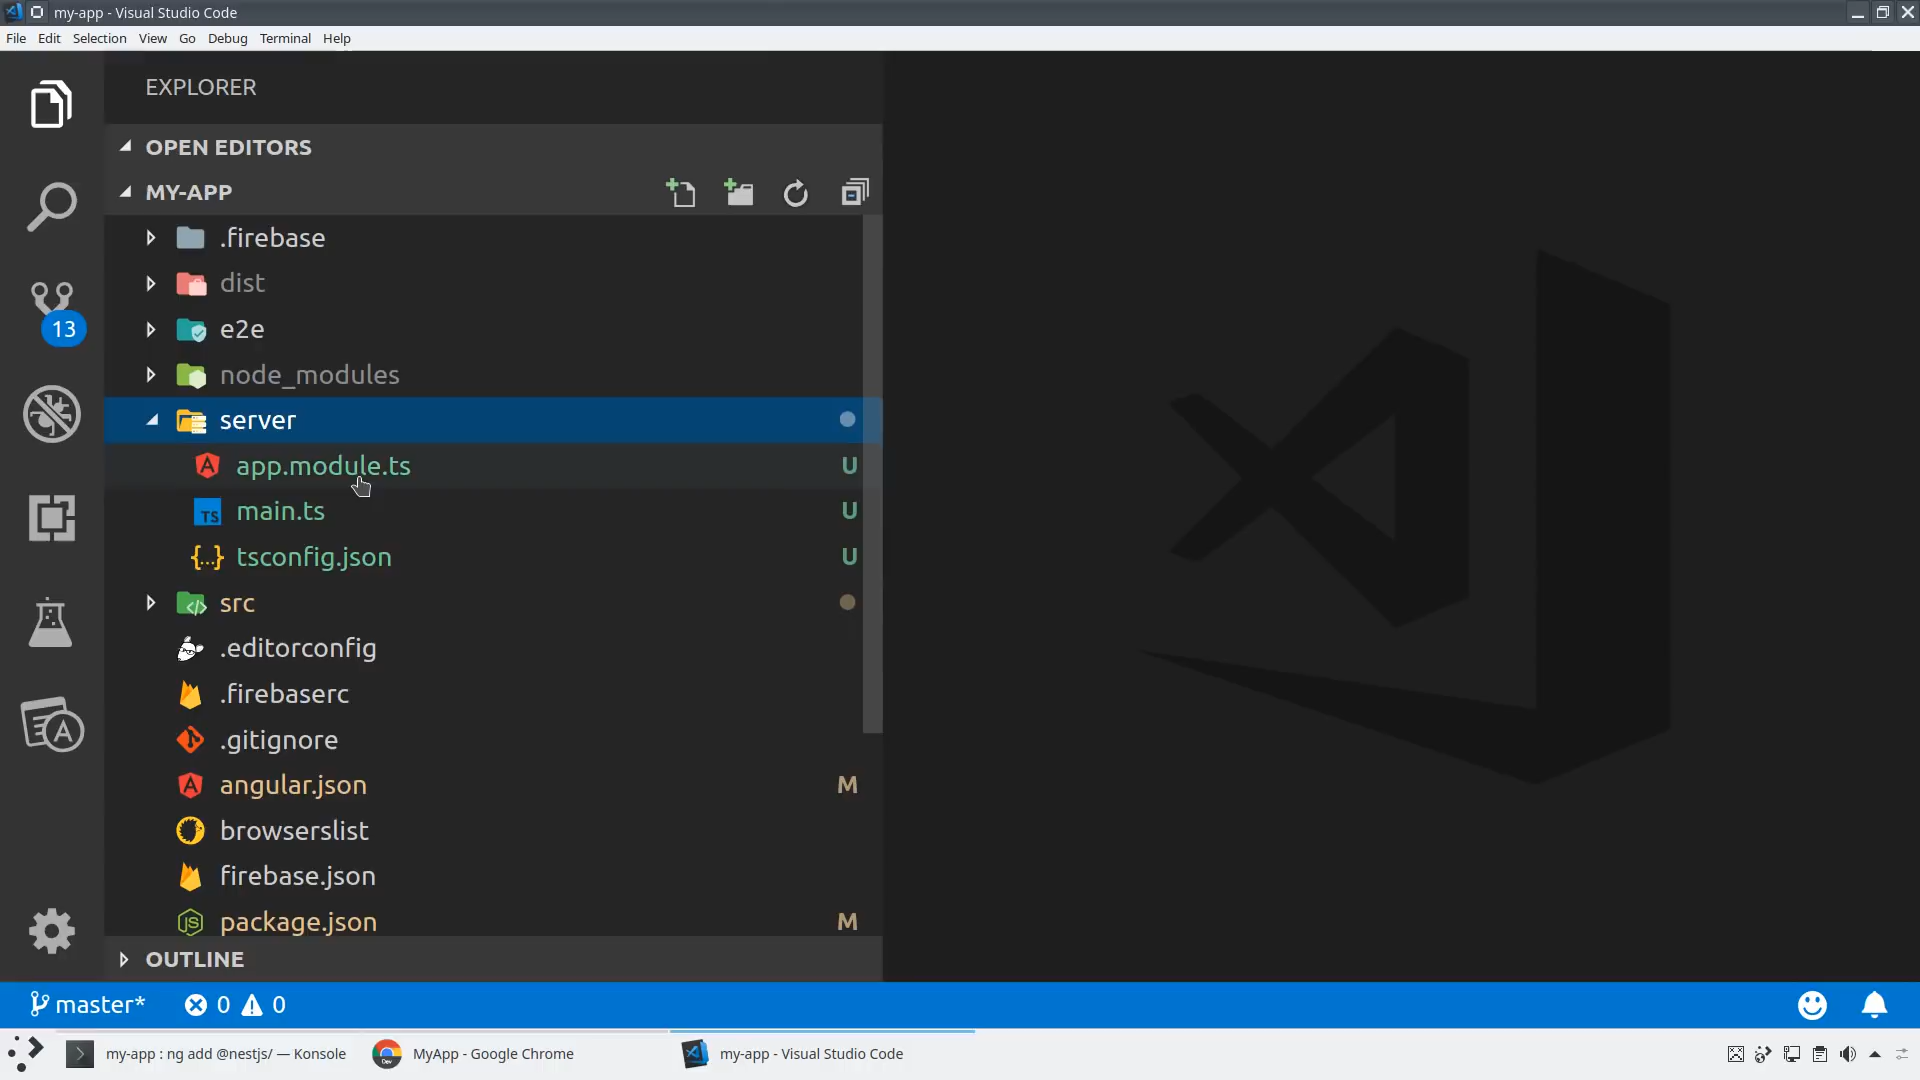 my-app - Visual Studio Code
File Edit Selection View Go Debug Terminal Help
EXPLORER
OPEN EDITORS
MY-APP
.firebase
dist
e2e
13
node_modules
server
app.module.ts U
main.ts U
TS
tsconfig.json U
src
.editorconfig
.firebaserc
.gitignore
angular.json M
browserslist
firebase.json
package.json M
OUTLINE
master* 0 0
my-app : ng add @nestjs/ — Konsole MyApp - Google Chrome my-app - Visual Studio Code
Dev